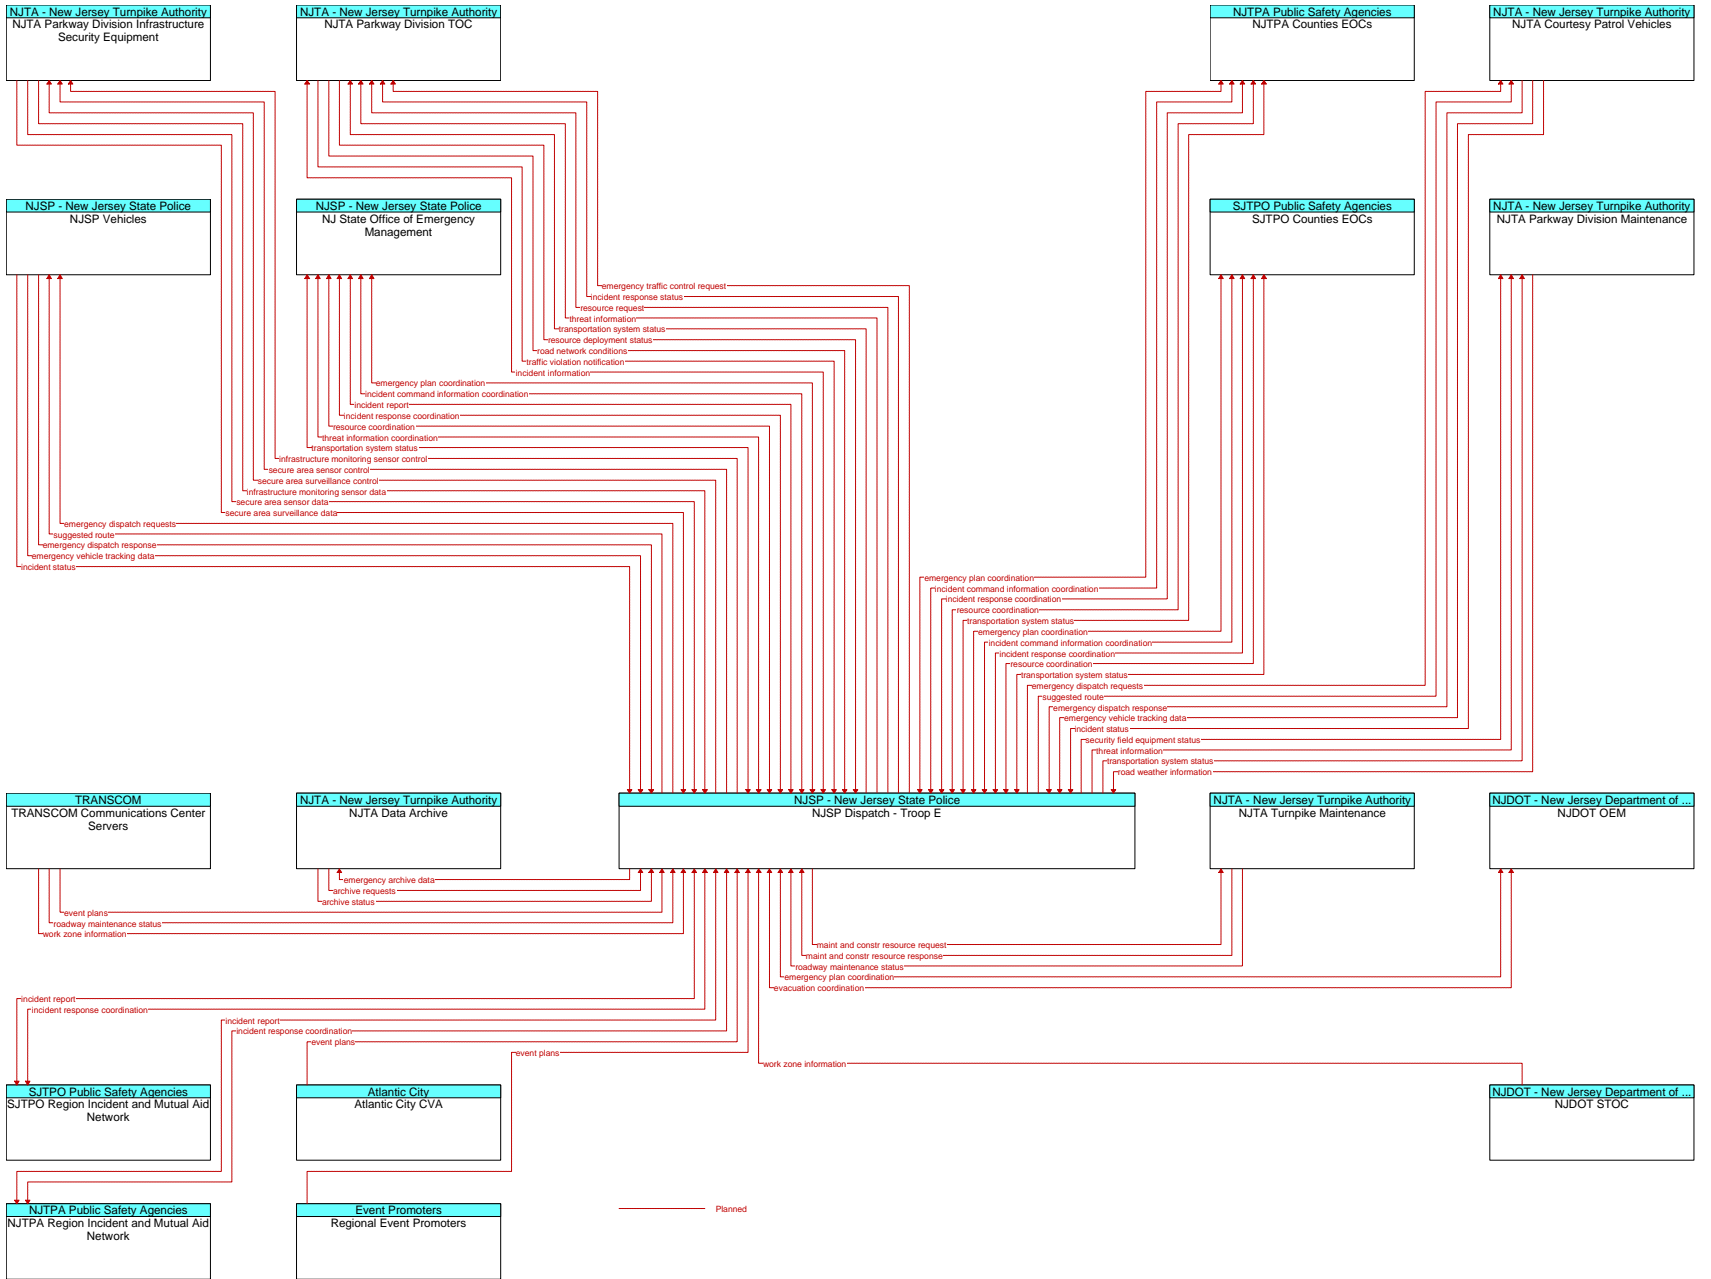 NJTA - New Jersey Turnpike Authority
NJTA Parkway Division Infrastructure
Security Equipment
NJTA - New Jersey Turnpike Authority
NJTA Parkway Division TOC
NJTPA Public Safety Agencies
NJTPA Counties EOCs
NJTA - New Jersey Turnpike Authority
NJTA Courtesy Patrol Vehicles
NJSP - New Jersey State Police
NJSP Vehicles
NJSP - New Jersey State Police
NJ State Office of Emergency
Management
SJTPO Public Safety Agencies
SJTPO Counties EOCs
NJTA - New Jersey Turnpike Authority
NJTA Parkway Division Maintenance
emergency traffic control request
incident response status
resource request
threat information
transportation system status
resource deployment status
road network conditions
traffic violation notification
incident information
emergency plan coordination
incident command information coordination
incident report
incident response coordination
resource coordination
threat information coordination
transportation system status
infrastructure monitoring sensor control
secure area sensor control
secure area surveillance control
infrastructure monitoring sensor data
secure area sensor data
secure area surveillance data
emergency dispatch requests
suggested route
emergency dispatch response
emergency vehicle tracking data
incident status
emergency plan coordination
incident command information coordination
incident response coordination
resource coordination
transportation system status
emergency plan coordination
incident command information coordination
incident response coordination
resource coordination
transportation system status
emergency dispatch requests
suggested route
emergency dispatch response
emergency vehicle tracking data
incident status
security field equipment status
threat information
transportation system status
road weather information
TRANSCOM
TRANSCOM Communications Center
Servers
NJTA - New Jersey Turnpike Authority
NJTA Data Archive
NJSP - New Jersey State Police
NJSP Dispatch - Troop E
NJTA - New Jersey Turnpike Authority
NJTA Turnpike Maintenance
NJDOT - New Jersey Department of ...
NJDOT OEM
emergency archive data
archive requests
archive status
event plans
roadway maintenance status
work zone information
maint and constr resource request
maint and constr resource response
roadway maintenance status
emergency plan coordination
evacuation coordination
incident report
incident response coordination
incident report
incident response coordination
event plans
event plans
work zone information
SJTPO Public Safety Agencies
SJTPO Region Incident and Mutual Aid
Network
Atlantic City
Atlantic City CVA
NJDOT - New Jersey Department of ...
NJDOT STOC
NJTPA Public Safety Agencies
NJTPA Region Incident and Mutual Aid
Network
Event Promoters
Regional Event Promoters
Planned